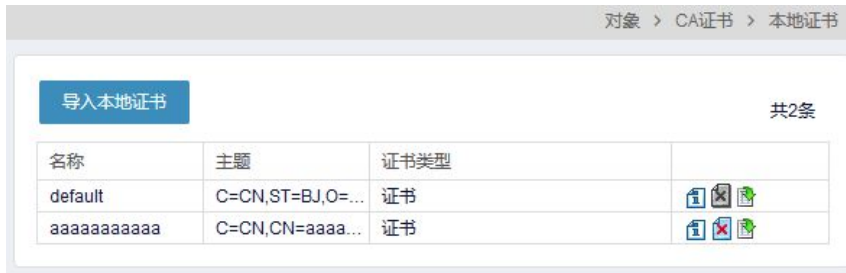 对象 > CA证书 > 本地证书
导入本地证书
共2条
名称 主题 证书类型
default C=CN,ST=BJ,O=... 证书
aaaaaaaaaaa C=CN,CN=aaaa... 证书